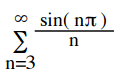 ∞
∑ sin( nπ ) / n
n=3